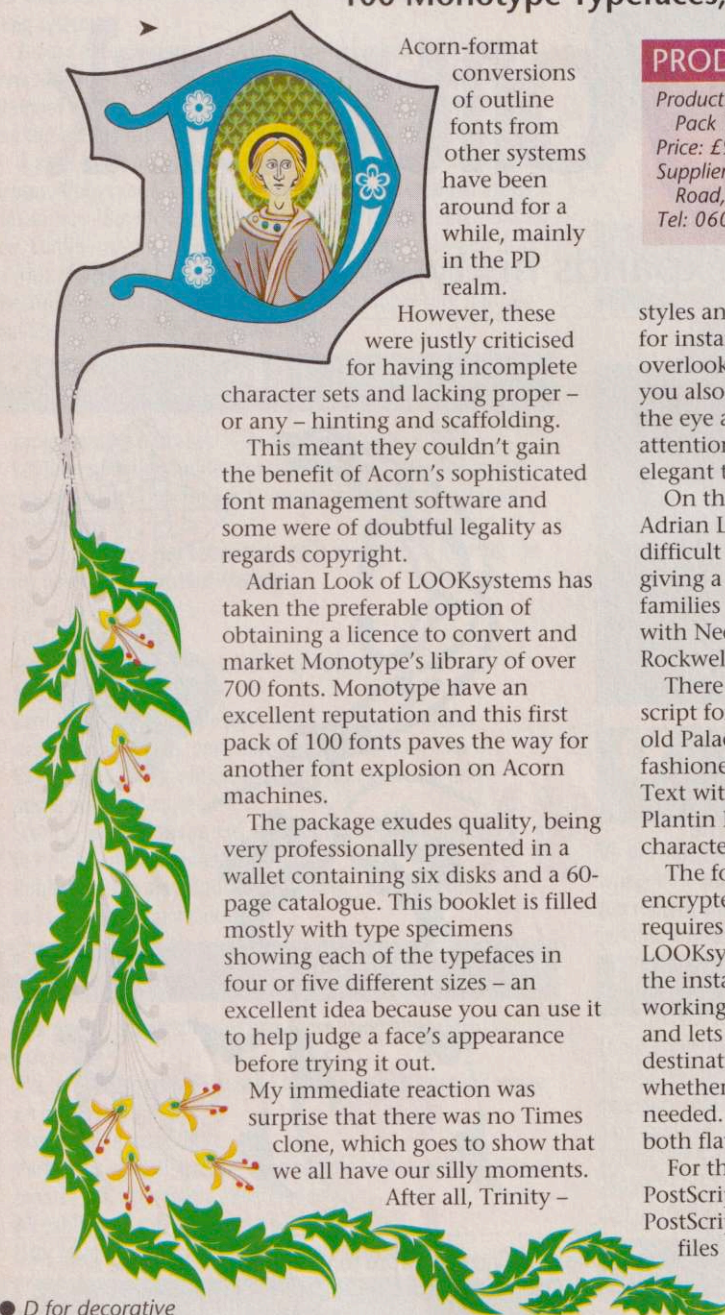 100 Monotype Typefaces,
Acorn-format
conversions
of outline
fonts from
other systems
have been
around for a
while, mainly
in the PD
realm.
However, these
were justly criticised
for having incomplete
character sets and lacking proper –
or any – hinting and scaffolding.
This meant they couldn't gain
the benefit of Acorn's sophisticated
font management software and
some were of doubtful legality as
regards copyright.
Adrian Look of LOOKsystems has
taken the preferable option of
obtaining a licence to convert and
market Monotype's library of over
700 fonts. Monotype have an
excellent reputation and this first
pack of 100 fonts paves the way for
another font explosion on Acorn
machines.
The package exudes quality, being
very professionally presented in a
wallet containing six disks and a 60-
page catalogue. This booklet is filled
mostly with type specimens
showing each of the typefaces in
four or five different sizes – an
excellent idea because you can use it
to help judge a face's appearance
before trying it out.
My immediate reaction was
surprise that there was no Times
clone, which goes to show that
we all have our silly moments.
After all, Trinity –
D for decorative
PROD
Product
Pack
Price: £
Supplier
Road,
Tel: 060
styles an
for insta
overlook
you also
the eye a
attention
elegant t
On th
Adrian L
difficult
giving a
families
with Ne
Rockwel
There
script fo
old Pala
fashione
Text wit
Plantin
characte
The fo
encrypte
requires
LOOKsy
the insta
working
and lets
destinat
whether
needed.
both fla
For th
PostScri
PostScri
files